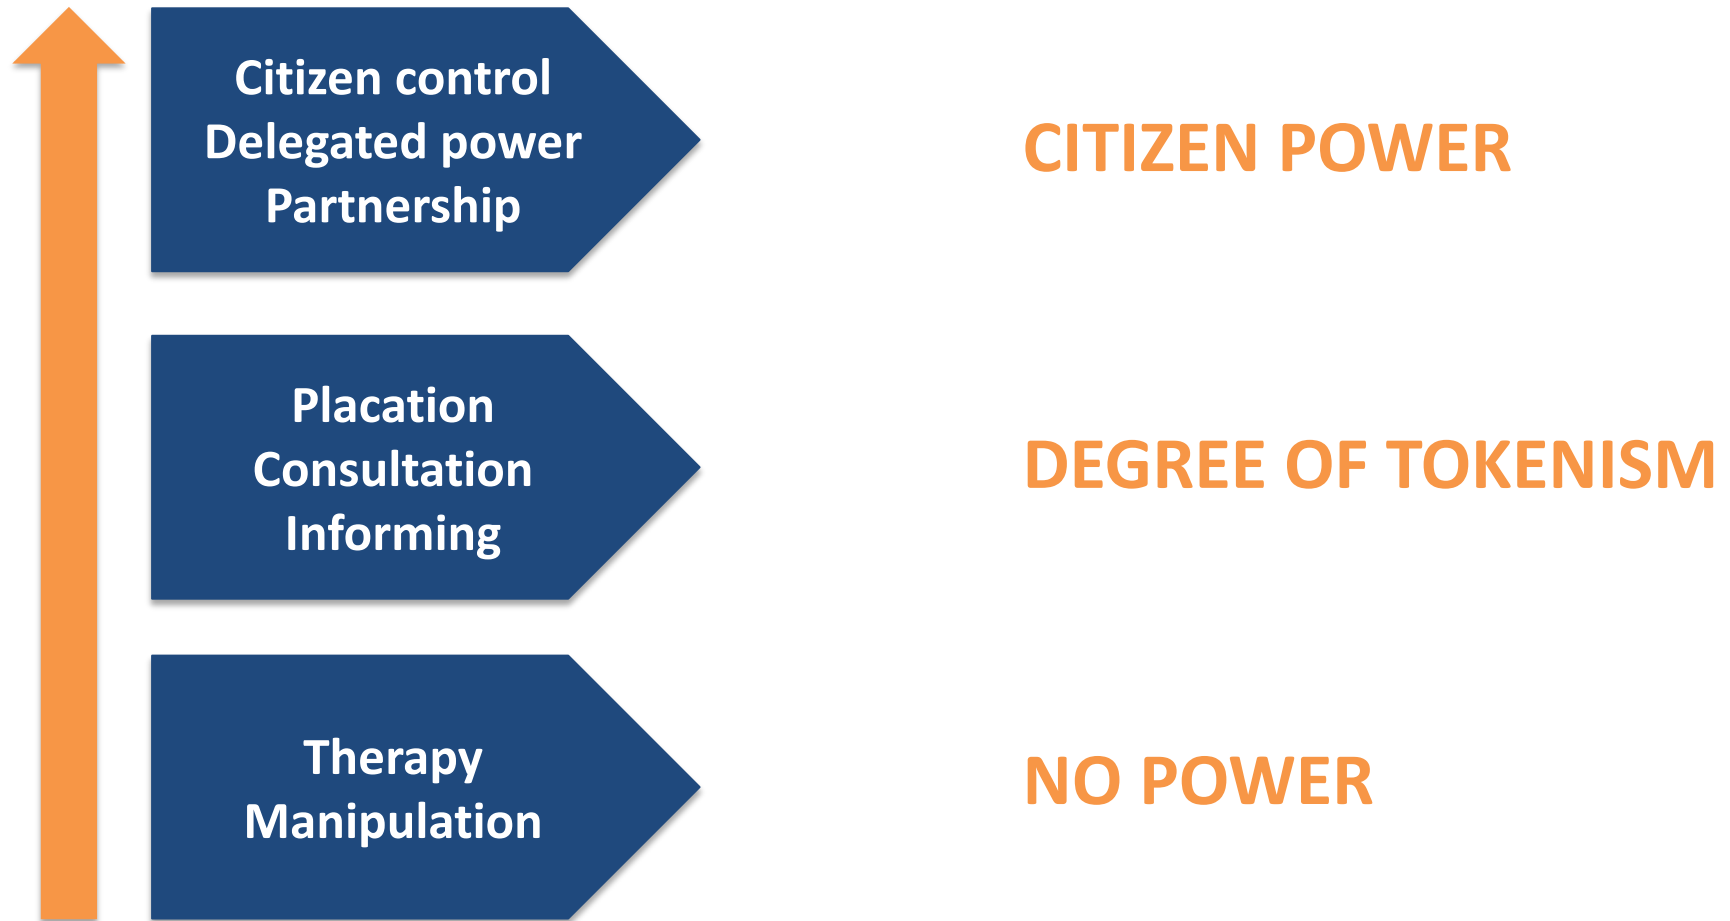 Citizen control
Delegated power
Partnership
CITIZEN POWER
Placation
Consultation
Informing
DEGREE OF TOKENISM
Therapy
Manipulation
NO POWER